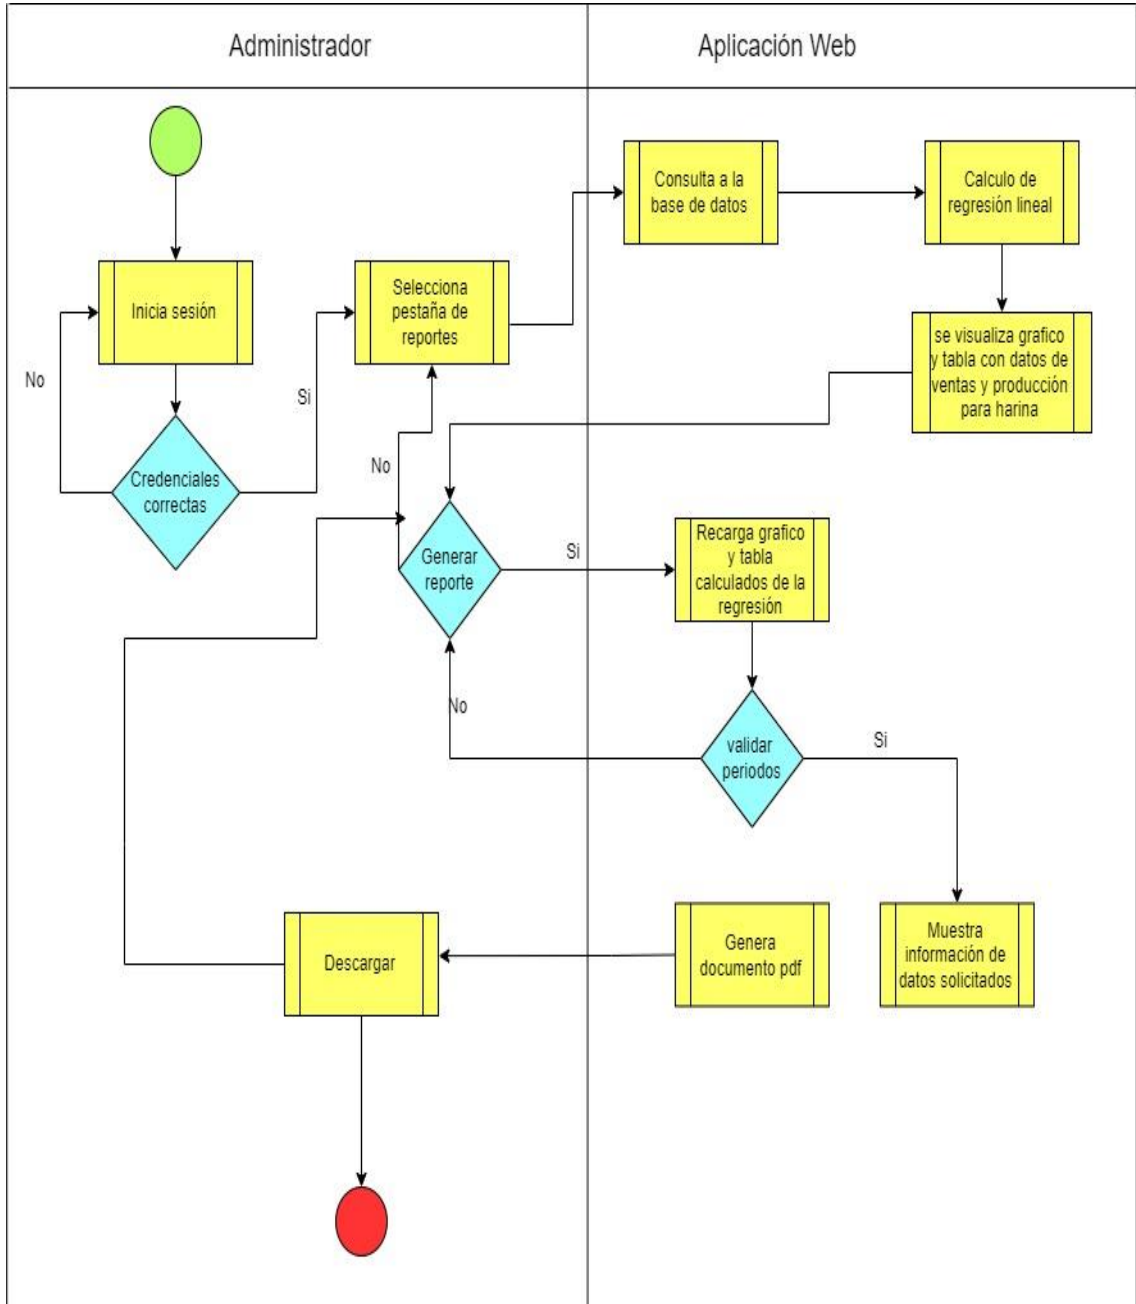 Administrador
Aplicación Web
Consulta a la
base de datos
Calculo de
regresión lineal
Inicia sesión
Selecciona
pestaña de
reportes
se visualiza grafico
y tabla con datos de
ventas y producción
para harina
No
Si
Credenciales
correctas
No
Generar
reporte
Si
Recarga grafico
y tabla
calculados de la
regresión
No
validar
periodos
Si
Descargar
Genera
documento pdf
Muestra
información de
datos solicitados